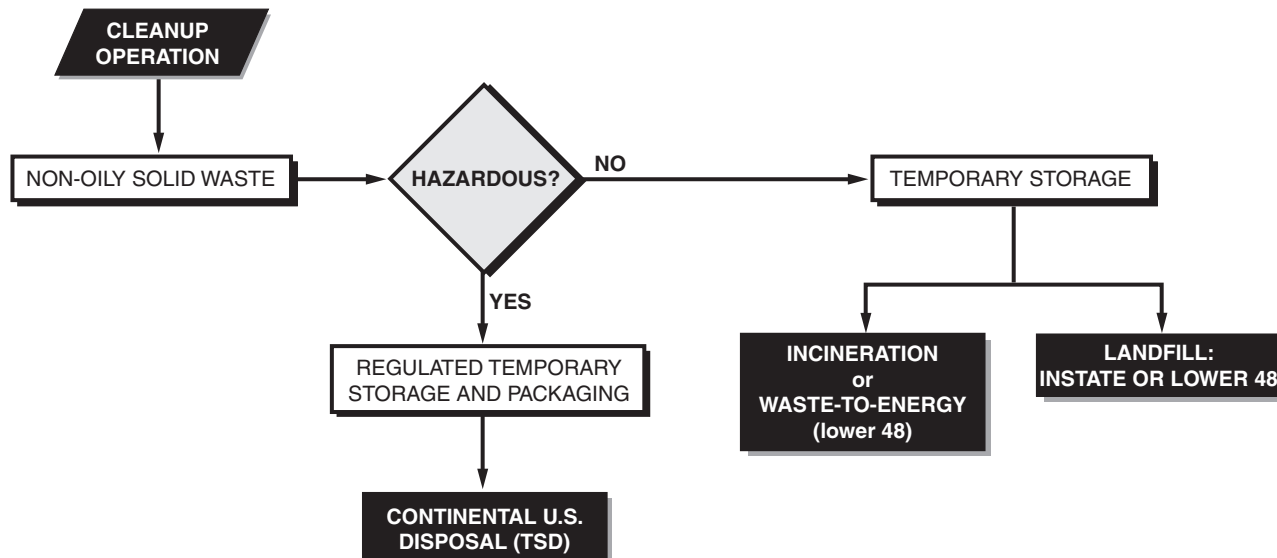 CLEANUP
OPERATION
NON-OILY SOLID WASTE
HAZARDOUS?
NO
TEMPORARY STORAGE
YES
REGULATED TEMPORARY
STORAGE AND PACKAGING
CONTINENTAL U.S.
DISPOSAL (TSD)
INCINERATION
or
WASTE-TO-ENERGY
(lower 48)
LANDFILL:
INSTATE OR LOWER 48